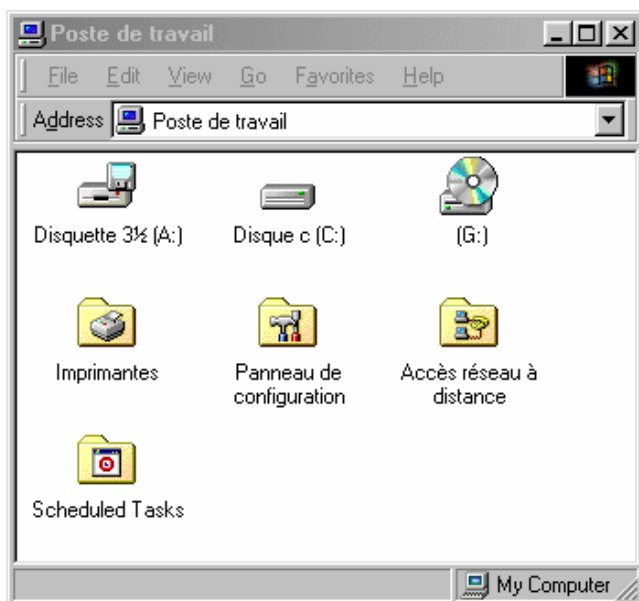 Poste de travail
File Edit View Go Favorites Help
Address Poste de travail
Disquette 3½ (A:) Disque c (C:) (G:)
Imprimantes Panneau de configuration Accès réseau à distance
Scheduled Tasks
My Computer